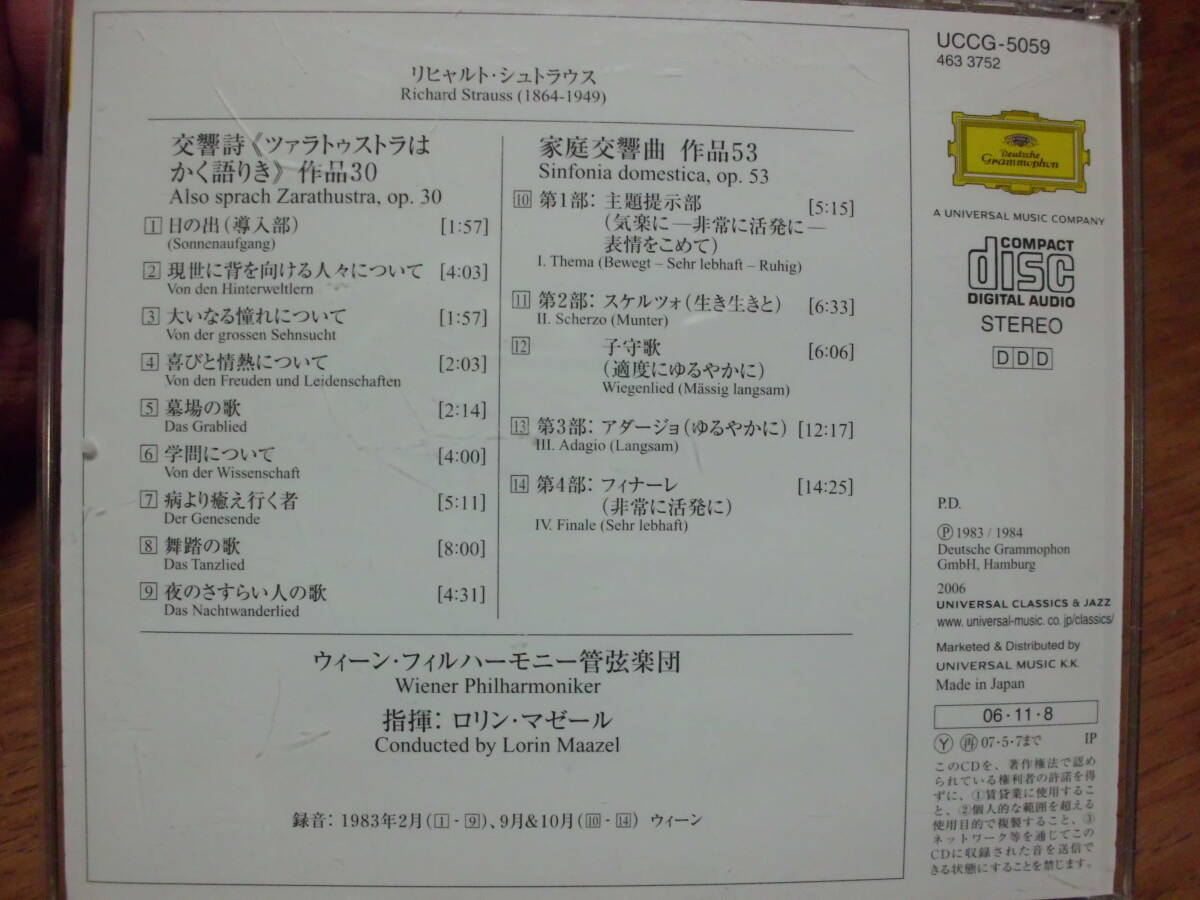 リヒャルト・シュトラウス
Richard Strauss (1864-1949)
交響詩《ツァラトゥストラは
かく語りき》 作品30
Also sprach Zarathustra, op. 30
1 日の出（導入部） [1:57]
(Sonnenaufgang)
2 現世に背を向ける人々について [4:03]
Von den Hinterweltlern
3 大いなる憧れについて [1:57]
Von der grossen Sehnsucht
4 喜びと情熱について [2:03]
Von den Freuden und Leidenschaften
5 墓場の歌 [2:14]
Das Grablied
6 学問について [4:00]
Von der Wissenschaft
7 病より癒え行く者 [5:11]
Der Genesende
8 舞踏の歌 [8:00]
Das Tanzlied
9 夜のさすらい人の歌 [4:31]
Das Nachtwanderlied
家庭交響曲 作品53
Sinfonia domestica, op. 53
10 第1部： 主題提示部 [5:15]
（気楽に―非常に活発に―
表情をこめて）
I. Thema (Bewegt – Sehr lebhaft – Ruhig)
11 第2部： スケルツォ（生き生きと） [6:33]
II. Scherzo (Munter)
12 子守歌 [6:06]
（適度にゆるやかに）
Wiegenlied (Mässig langsam)
13 第3部： アダージョ（ゆるやかに） [12:17]
III. Adagio (Langsam)
14 第4部： フィナーレ [14:25]
（非常に活発に）
IV. Finale (Sehr lebhaft)
ウィーン・フィルハーモニー管弦楽団
Wiener Philharmoniker
指揮： ロリン・マゼール
Conducted by Lorin Maazel
録音： 1983年2月（1 - 9）、9月&10月（10 - 14） ウィーン
UCCG-5059
463 3752
Deutsche
Grammophon
A UNIVERSAL MUSIC COMPANY
COMPACT
disc
DIGITAL AUDIO
STEREO
DDD
P.D.
Ⓟ 1983 / 1984
Deutsche Grammophon
GmbH, Hamburg
2006
UNIVERSAL CLASSICS & JAZZ
www. universal-music. co. jp/classics/
Marketed & Distributed by
UNIVERSAL MUSIC K.K.
Made in Japan
06・11・8
Ⓨ 再 07・5・7まで IP
このCDを、著作権法で認め
られている権利者の許諾を得
ずに、①賃貸業に使用するこ
と、②個人的な範囲を超える
使用目的で複製すること、③
ネットワーク等を通じてこの
CDに収録された音を送信で
きる状態にすることを禁じます。